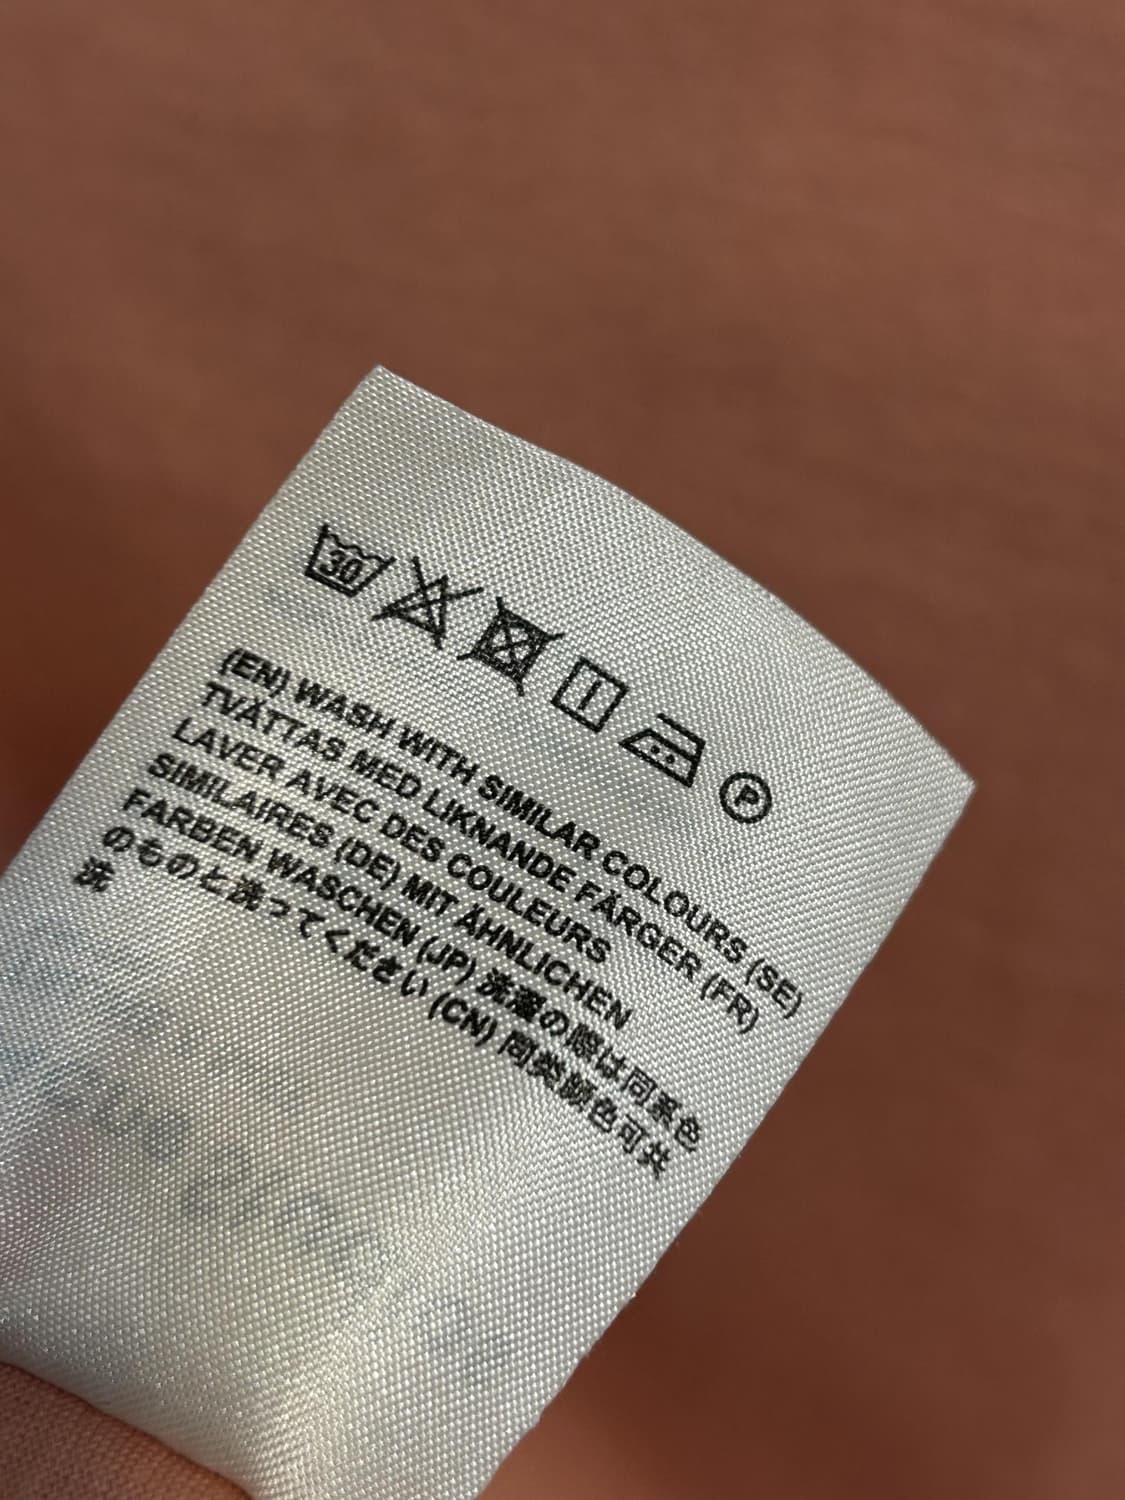 30
P
(EN) WASH WITH SIMILAR COLOURS (SE)
TVÄTTAS MED LIKNANDE FÄRGER (FR)
LAVER AVEC DES COULEURS
SIMILAIRES (DE) MIT ÄHNLICHEN
FARBEN WASCHEN (JP) 洗濯の際は同系色
のものと洗ってください (CN) 同类颜色可共
洗